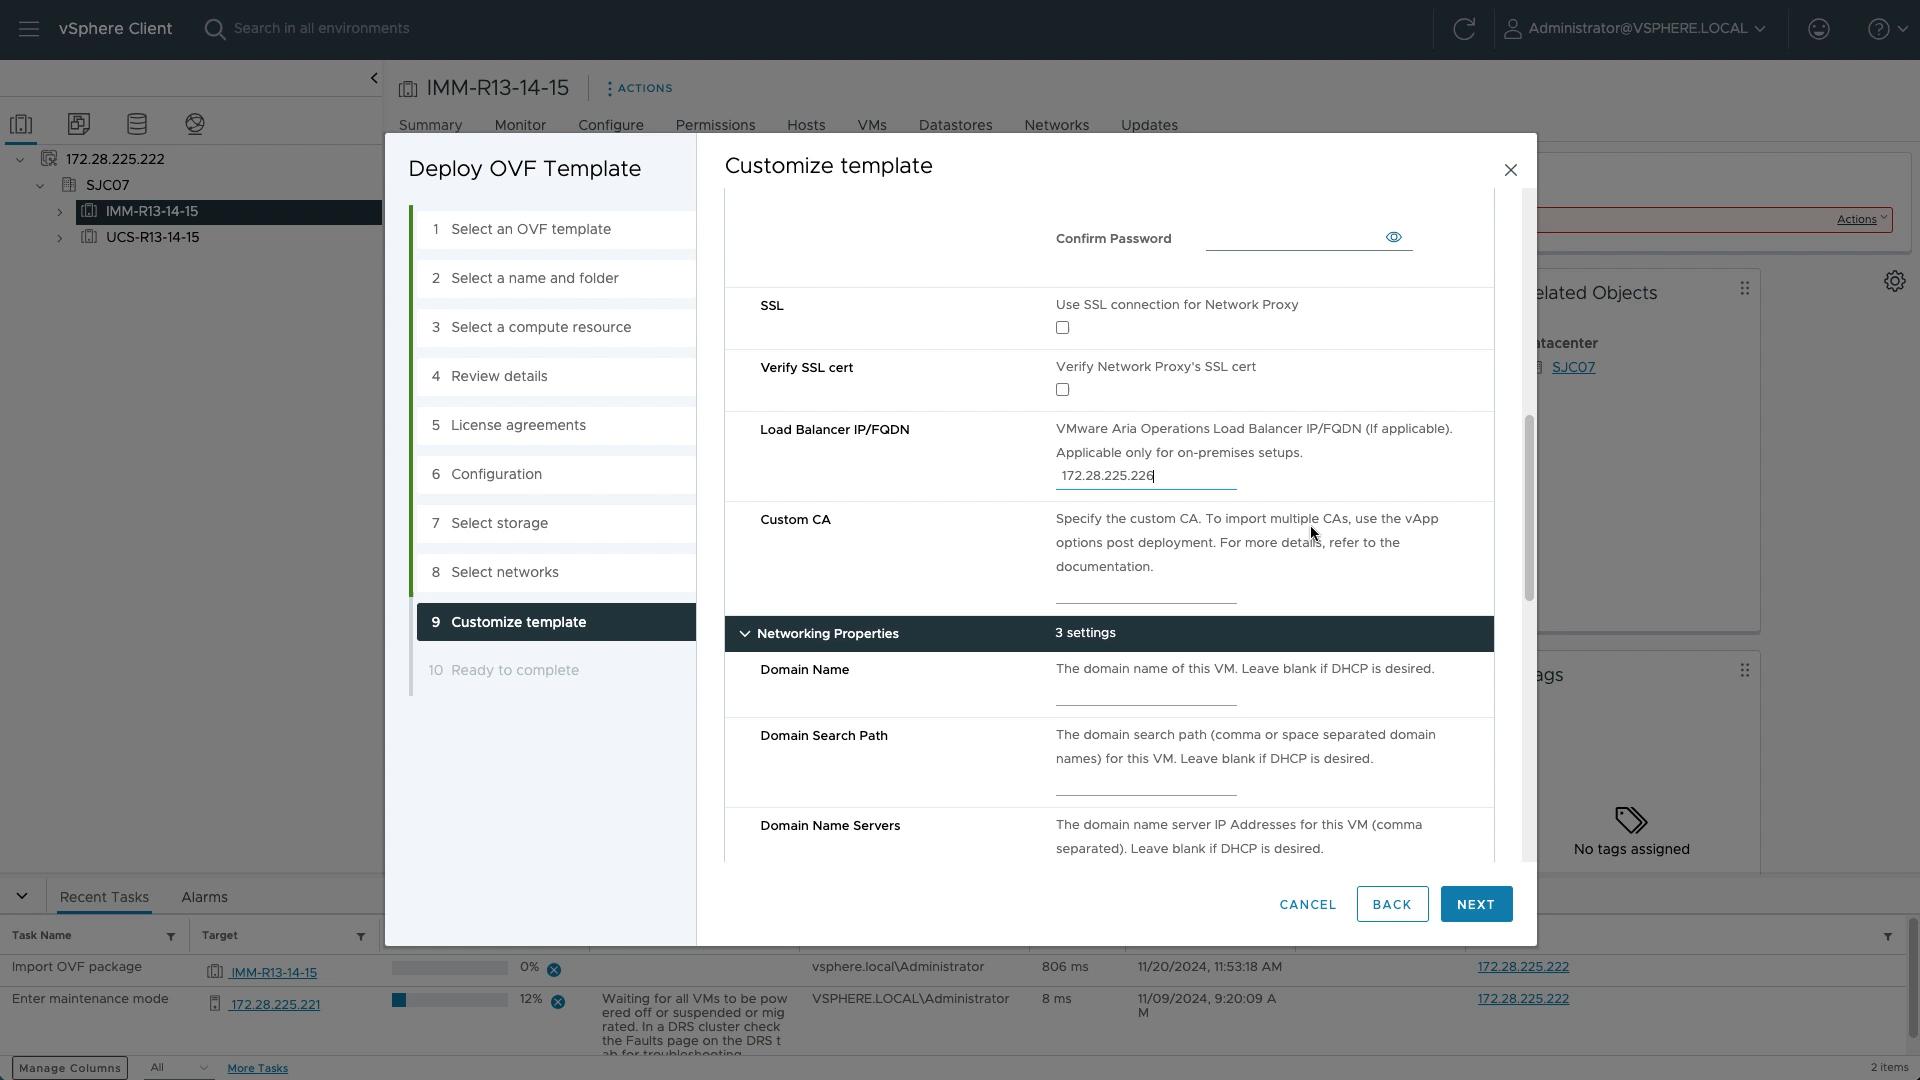 vSphere Client
Search in all environments
Administrator@VSPHERE.LOCAL
IMM-R13-14-15
ACTIONS
Summary
Monitor
Configure
Permissions
Hosts
VMs
Datastores
Networks
Updates
172.28.225.222
SJC07
IMM-R13-14-15
UCS-R13-14-15
Deploy OVF Template
1 Select an OVF template
2 Select a name and folder
3 Select a compute resource
4 Review details
5 License agreements
6 Configuration
7 Select storage
8 Select networks
9 Customize template
10 Ready to complete
Customize template
Confirm Password
SSL
Use SSL connection for Network Proxy
Verify SSL cert
Verify Network Proxy's SSL cert
Load Balancer IP/FQDN
VMware Aria Operations Load Balancer IP/FQDN (If applicable).
Applicable only for on-premises setups.
172.28.225.226
Custom CA
Specify the custom CA. To import multiple CAs, use the vApp
options post deployment. For more details, refer to the
documentation.
Networking Properties
3 settings
Domain Name
The domain name of this VM. Leave blank if DHCP is desired.
Domain Search Path
The domain search path (comma or space separated domain
names) for this VM. Leave blank if DHCP is desired.
Domain Name Servers
The domain name server IP Addresses for this VM (comma
separated). Leave blank if DHCP is desired.
CANCEL
BACK
NEXT
Actions
elated Objects
atacenter
SJC07
ags
No tags assigned
Recent Tasks
Alarms
Task Name
Target
Import OVF package
IMM-R13-14-15
0%
vsphere.local\Administrator
806 ms
11/20/2024, 11:53:18 AM
172.28.225.222
Enter maintenance mode
172.28.225.221
12%
Waiting for all VMs to be pow
ered off or suspended or mig
rated. In a DRS cluster check
the Faults page on the DRS t
ab for troubleshooting.
VSPHERE.LOCAL\Administrator
8 ms
11/09/2024, 9:20:09 A
M
172.28.225.222
Manage Columns
All
More Tasks
2 items